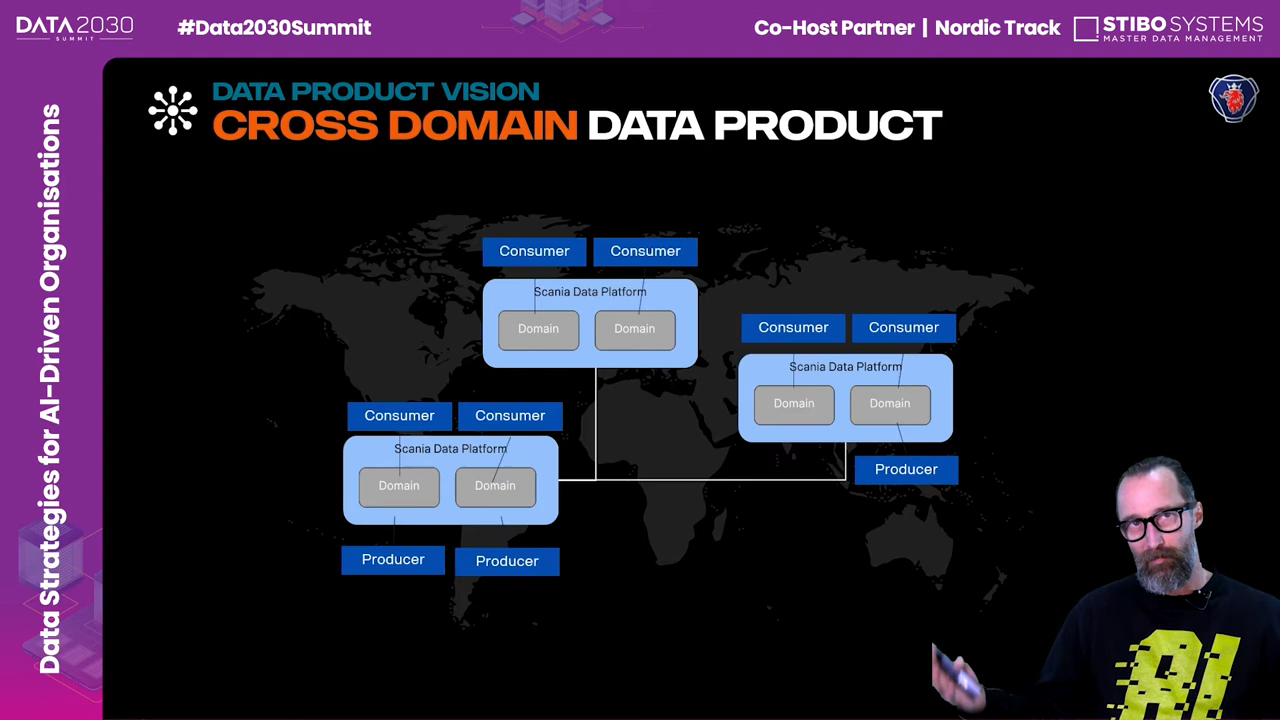 DATA2030
SUMMIT
#Data2030Summit
Co-Host Partner | Nordic Track
STIBO SYSTEMS
MASTER DATA MANAGEMENT
Data Strategies for AI-Driven Organisations
DATA PRODUCT VISION
CROSS DOMAIN DATA PRODUCT
Consumer Consumer
Scania Data Platform
Domain Domain
Consumer Consumer
Scania Data Platform
Domain Domain
Producer
Consumer Consumer
Scania Data Platform
Domain Domain
Producer Producer
AI